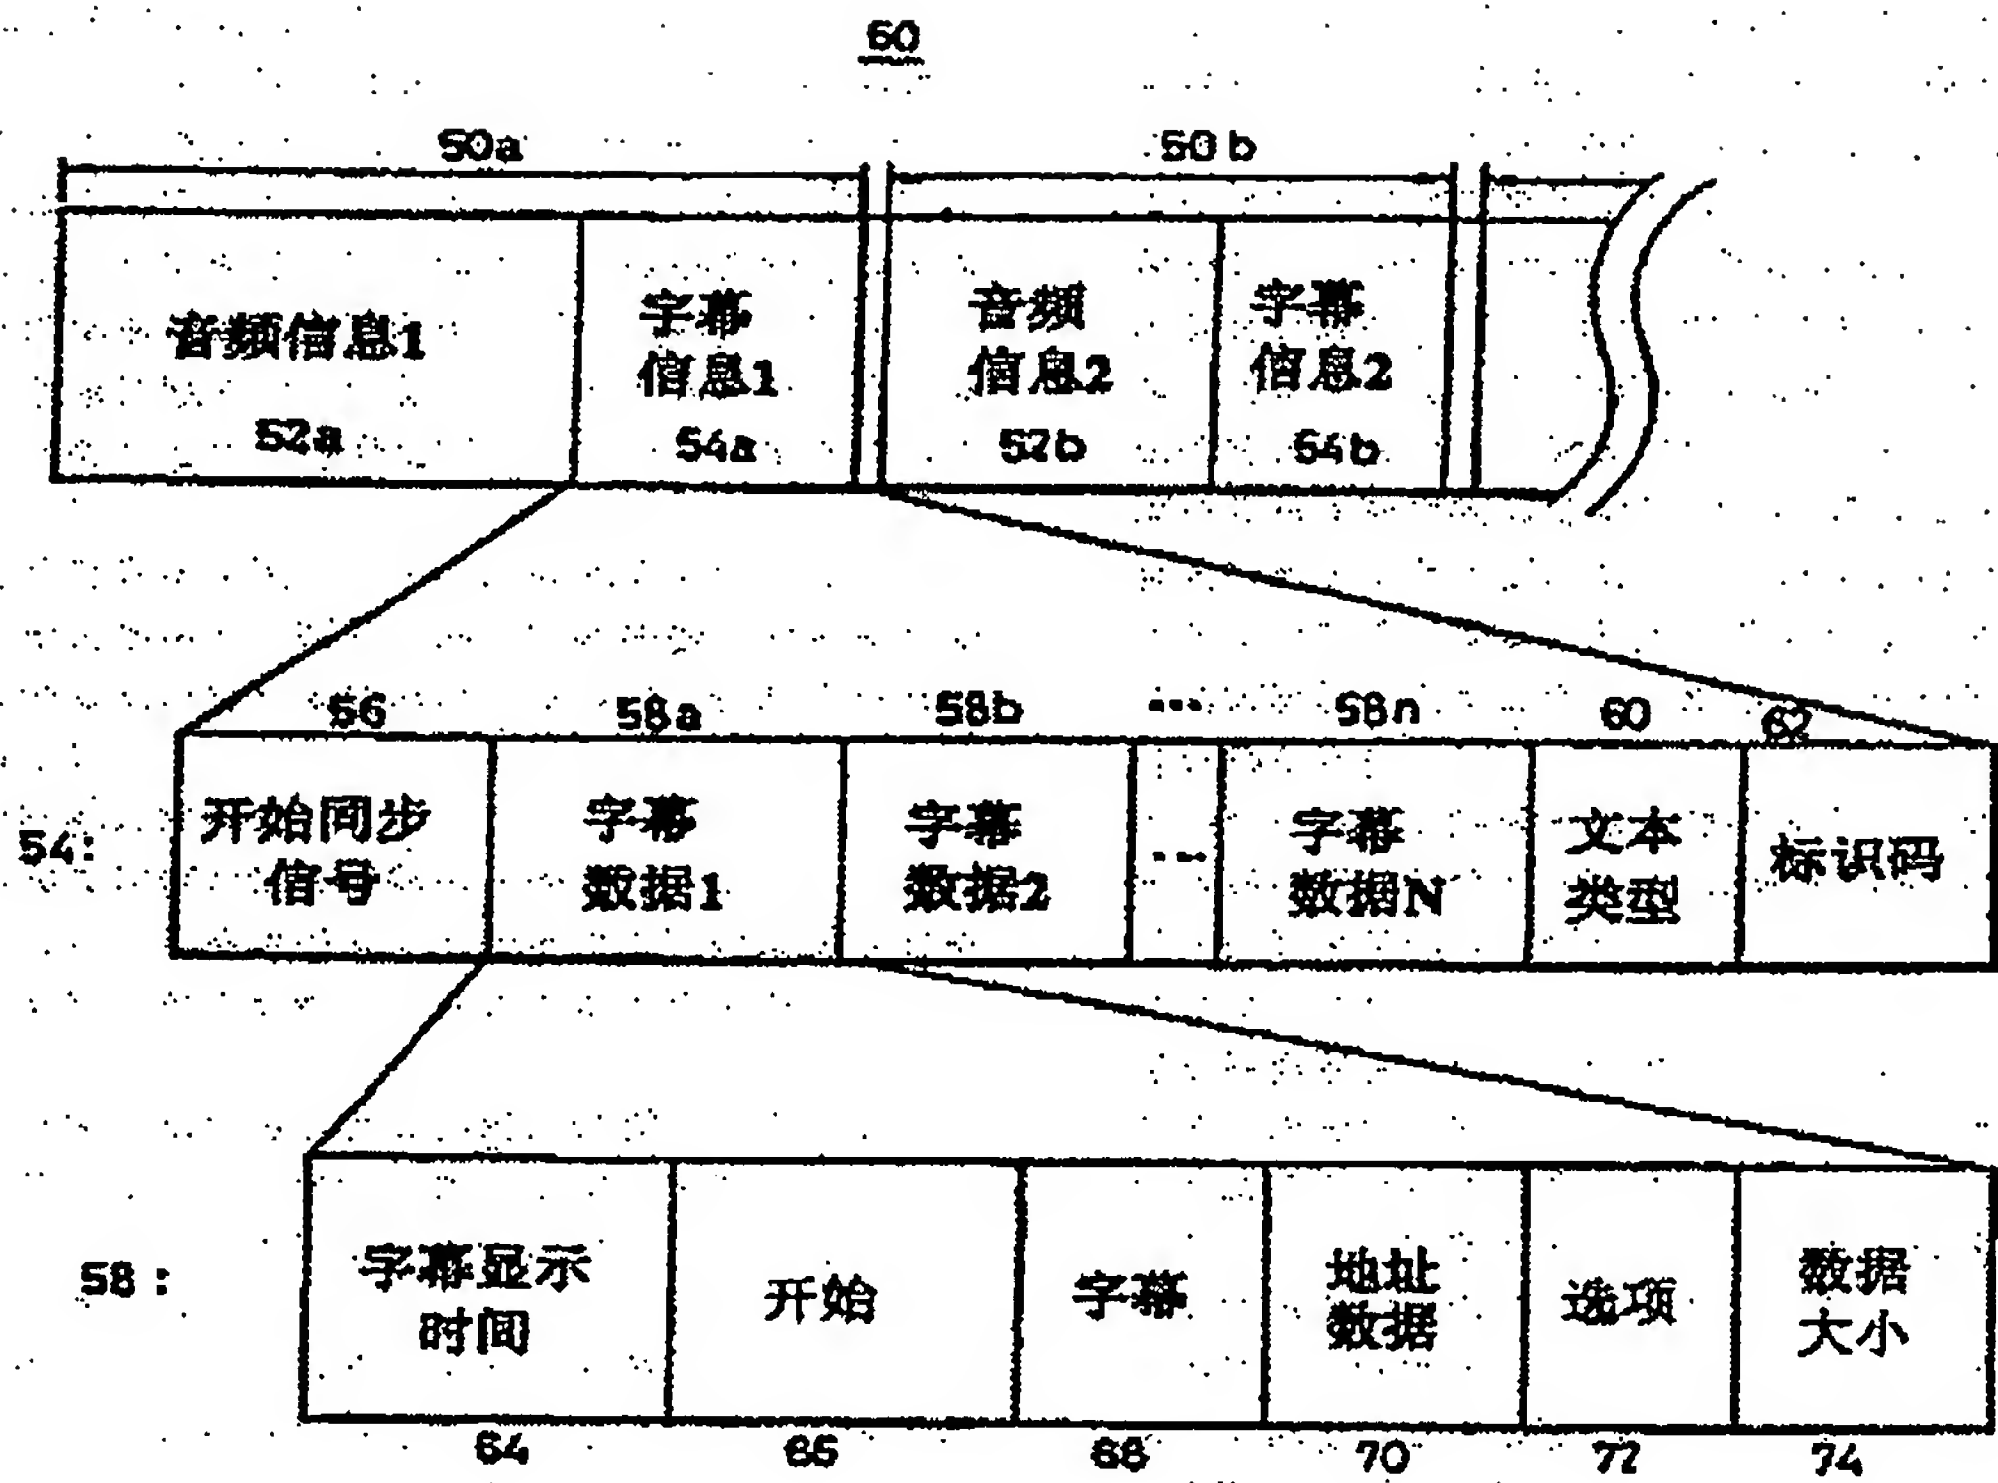 60
50a
50b
音频信息1
52a
字幕
信息1
54a
音频
信息2
52b
字幕
信息2
54b
56
58a
58b
...
58n
60
62
54:
开始同步
信号
字幕
数据1
字幕
数据2
...
字幕
数据N
文本
类型
标识码
58:
字幕显示
时间
开始
字幕
地址
数据
选项
数据
大小
64
66
68
70
72
74